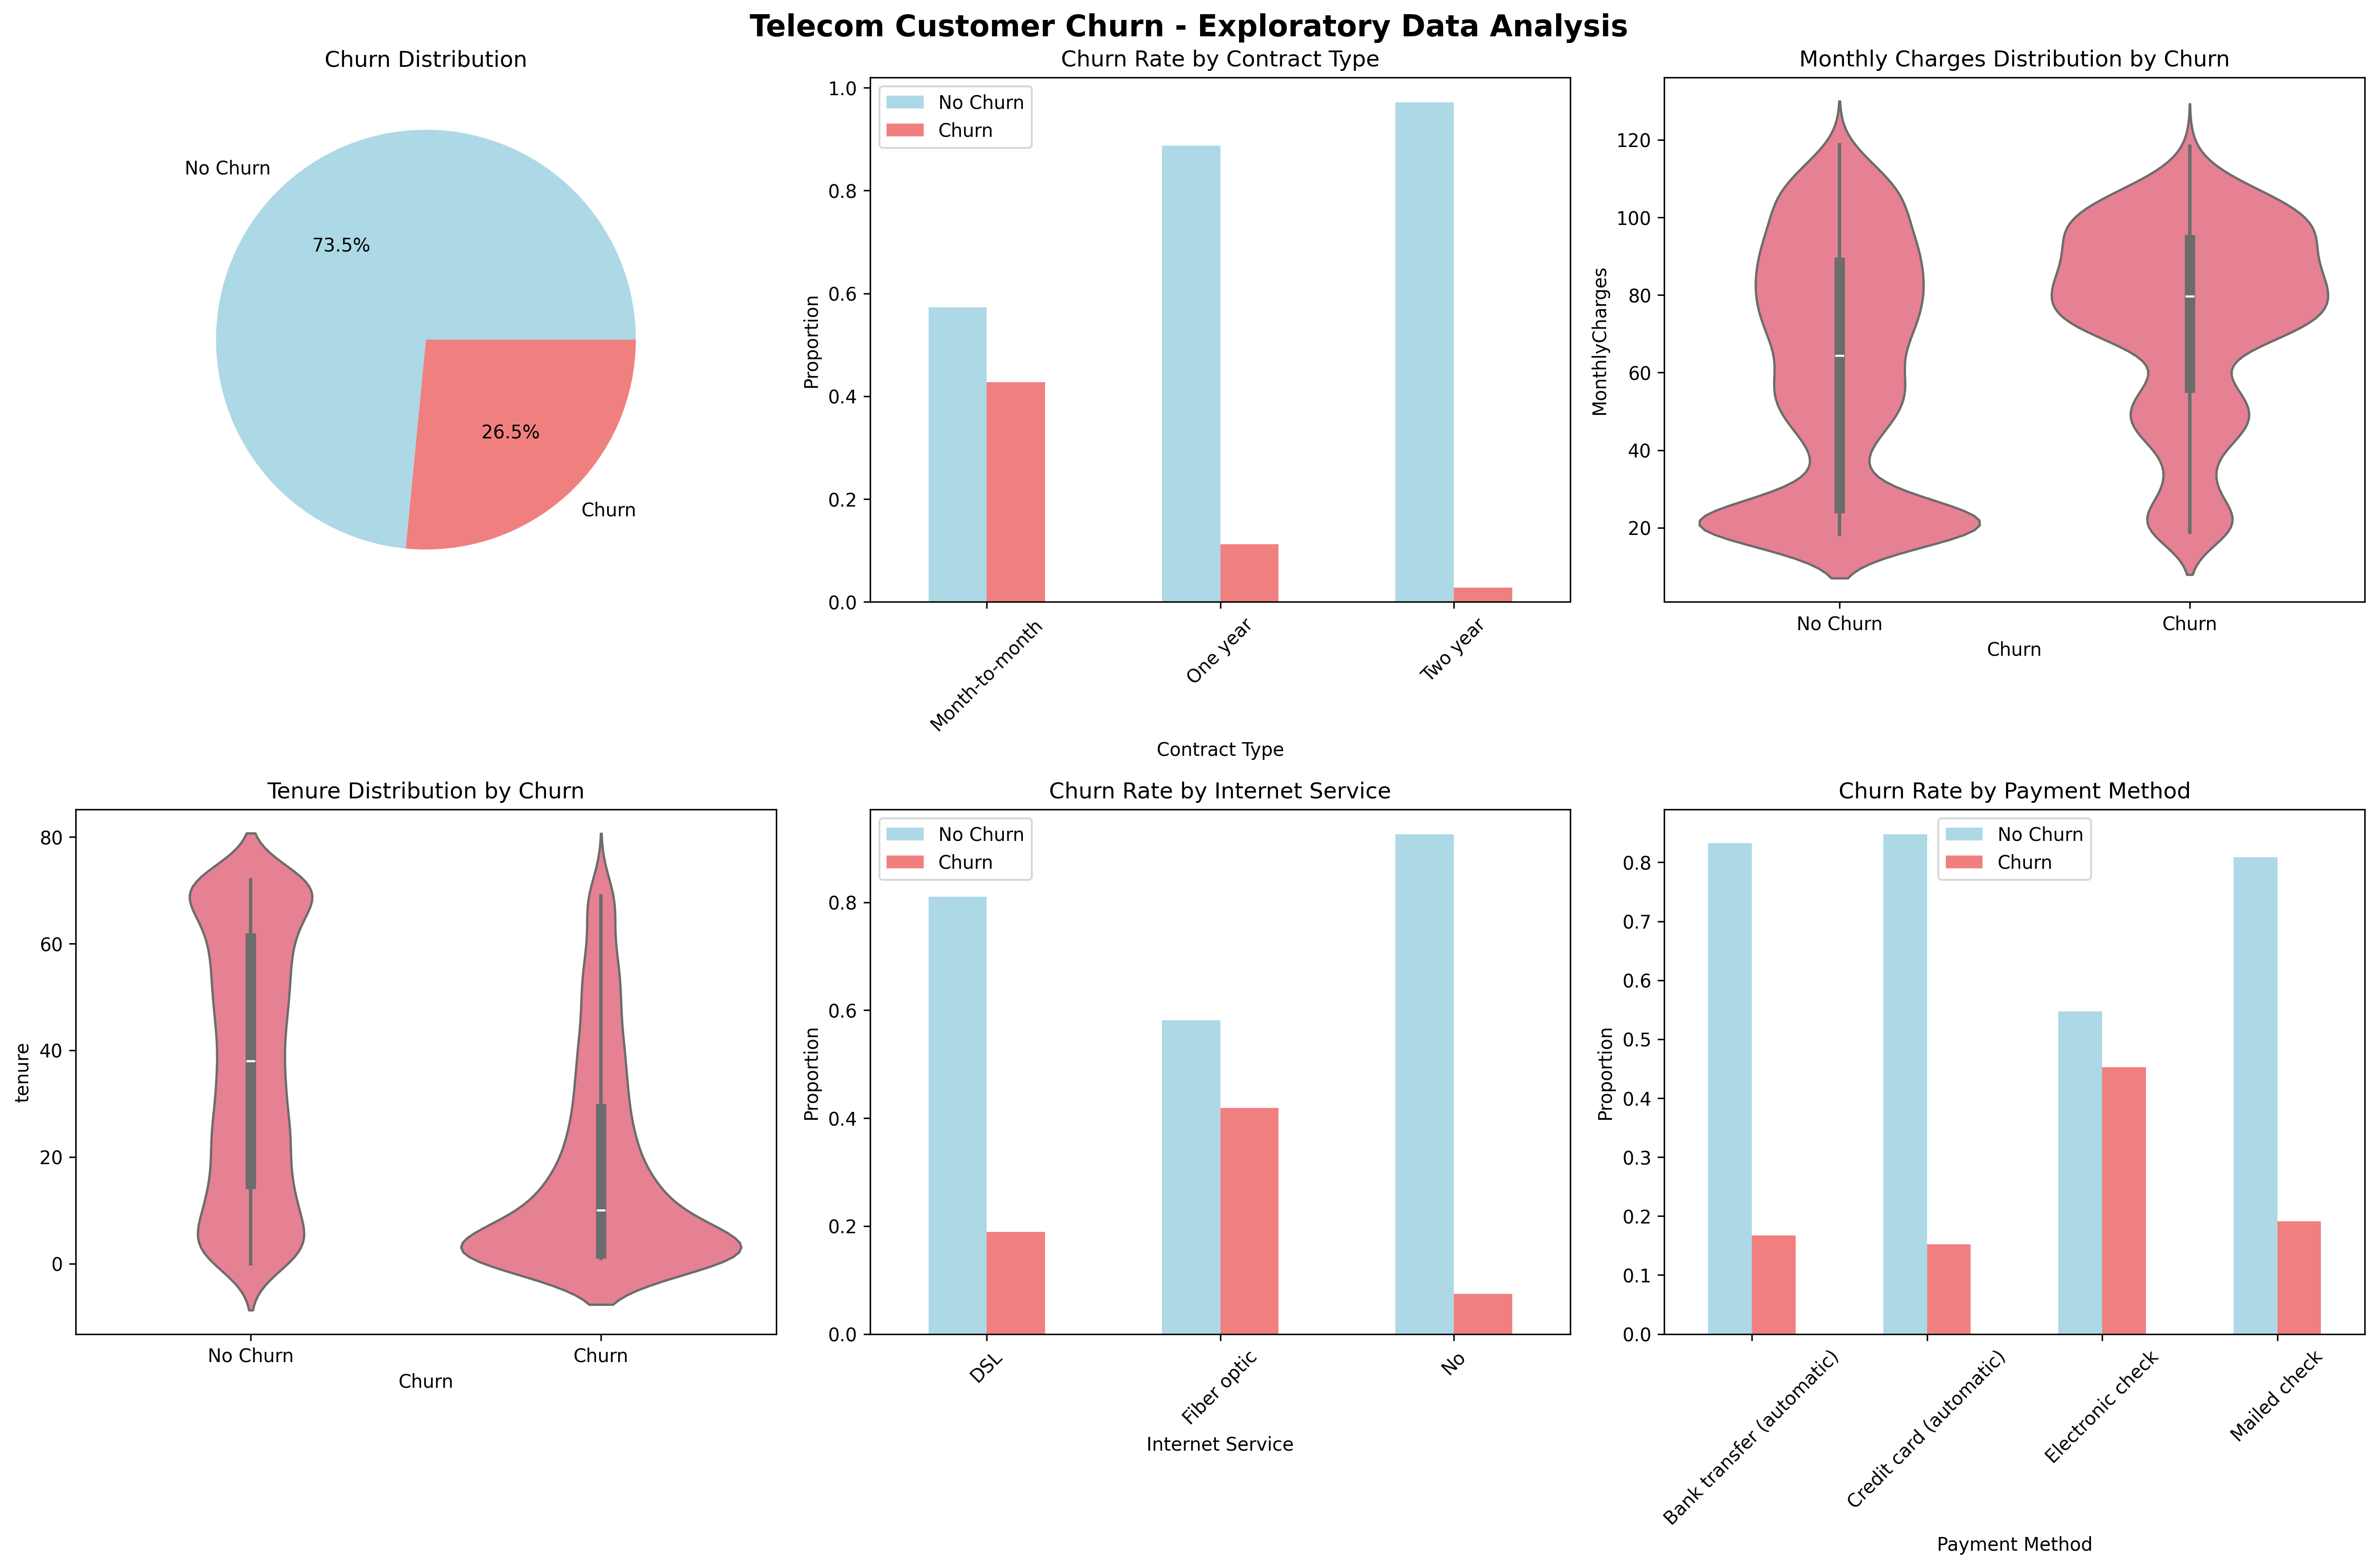 Telecom Customer Churn - Exploratory Data Analysis
Churn Distribution
No Churn
73.5%
26.5%
Churn
Churn Rate by Contract Type
No Churn
Churn
Proportion
1.0
0.8
0.6
0.4
0.2
0.0
Month-to-month
One year
Two year
Contract Type
Monthly Charges Distribution by Churn
MonthlyCharges
120
100
80
60
40
20
No Churn
Churn
Churn
Tenure Distribution by Churn
tenure
80
60
40
20
0
No Churn
Churn
Churn
Churn Rate by Internet Service
No Churn
Churn
Proportion
0.8
0.6
0.4
0.2
0.0
DSL
Fiber optic
No
Internet Service
Churn Rate by Payment Method
No Churn
Churn
Proportion
0.8
0.7
0.6
0.5
0.4
0.3
0.2
0.1
0.0
Bank transfer (automatic)
Credit card (automatic)
Electronic check
Mailed check
Payment Method